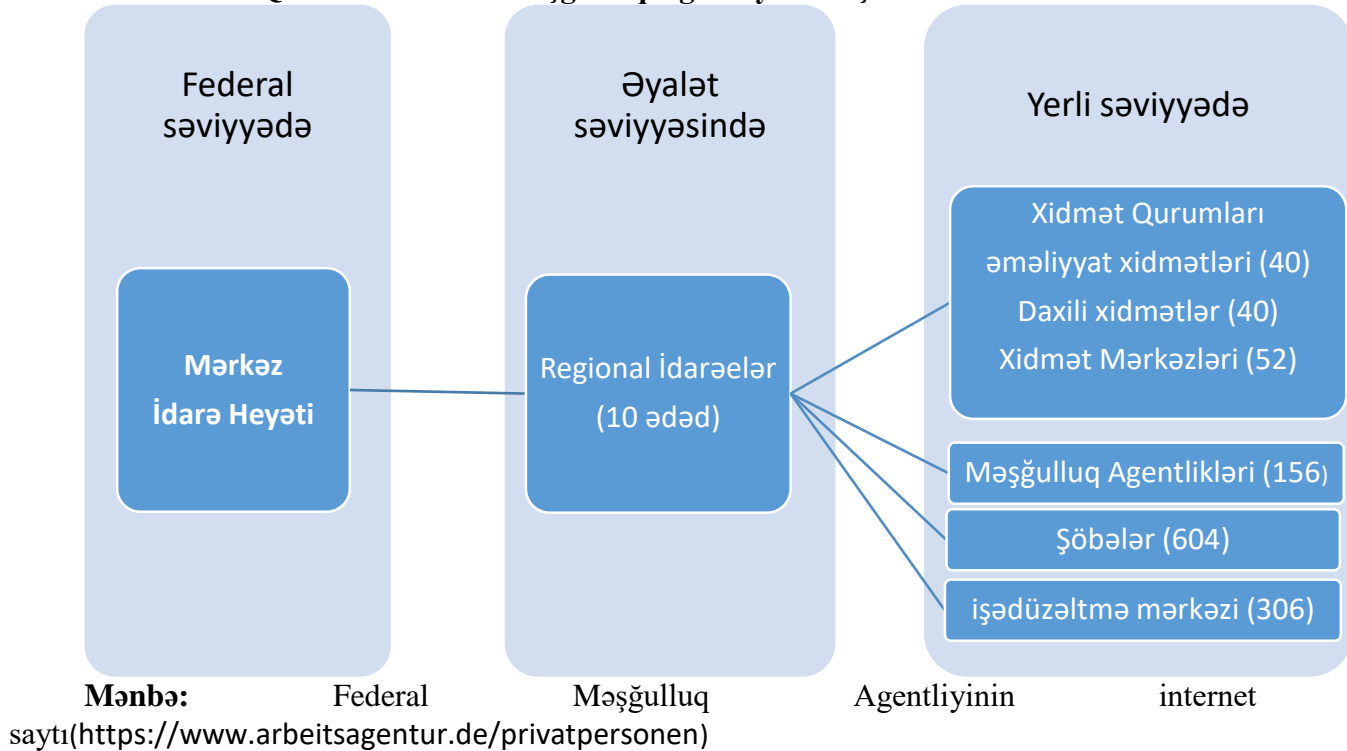 Federal
səviyyədə
Mərkəz
İdarə Heyəti
Əyalət
səviyyəsində
Regional İdarəelər
(10 ədəd)
Yerli səviyyədə
Xidmət Qurumları
əməliyyat xidmətləri (40)
Daxili xidmətlər (40)
Xidmət Mərkəzləri (52)
Məşğulluq Agentlikləri (156)
Şöbələr (604)
işədüzəltmə mərkəzi (306)
Mənbə: Federal Məşğulluq Agentliyinin internet
saytı(https://www.arbeitsagentur.de/privatpersonen)